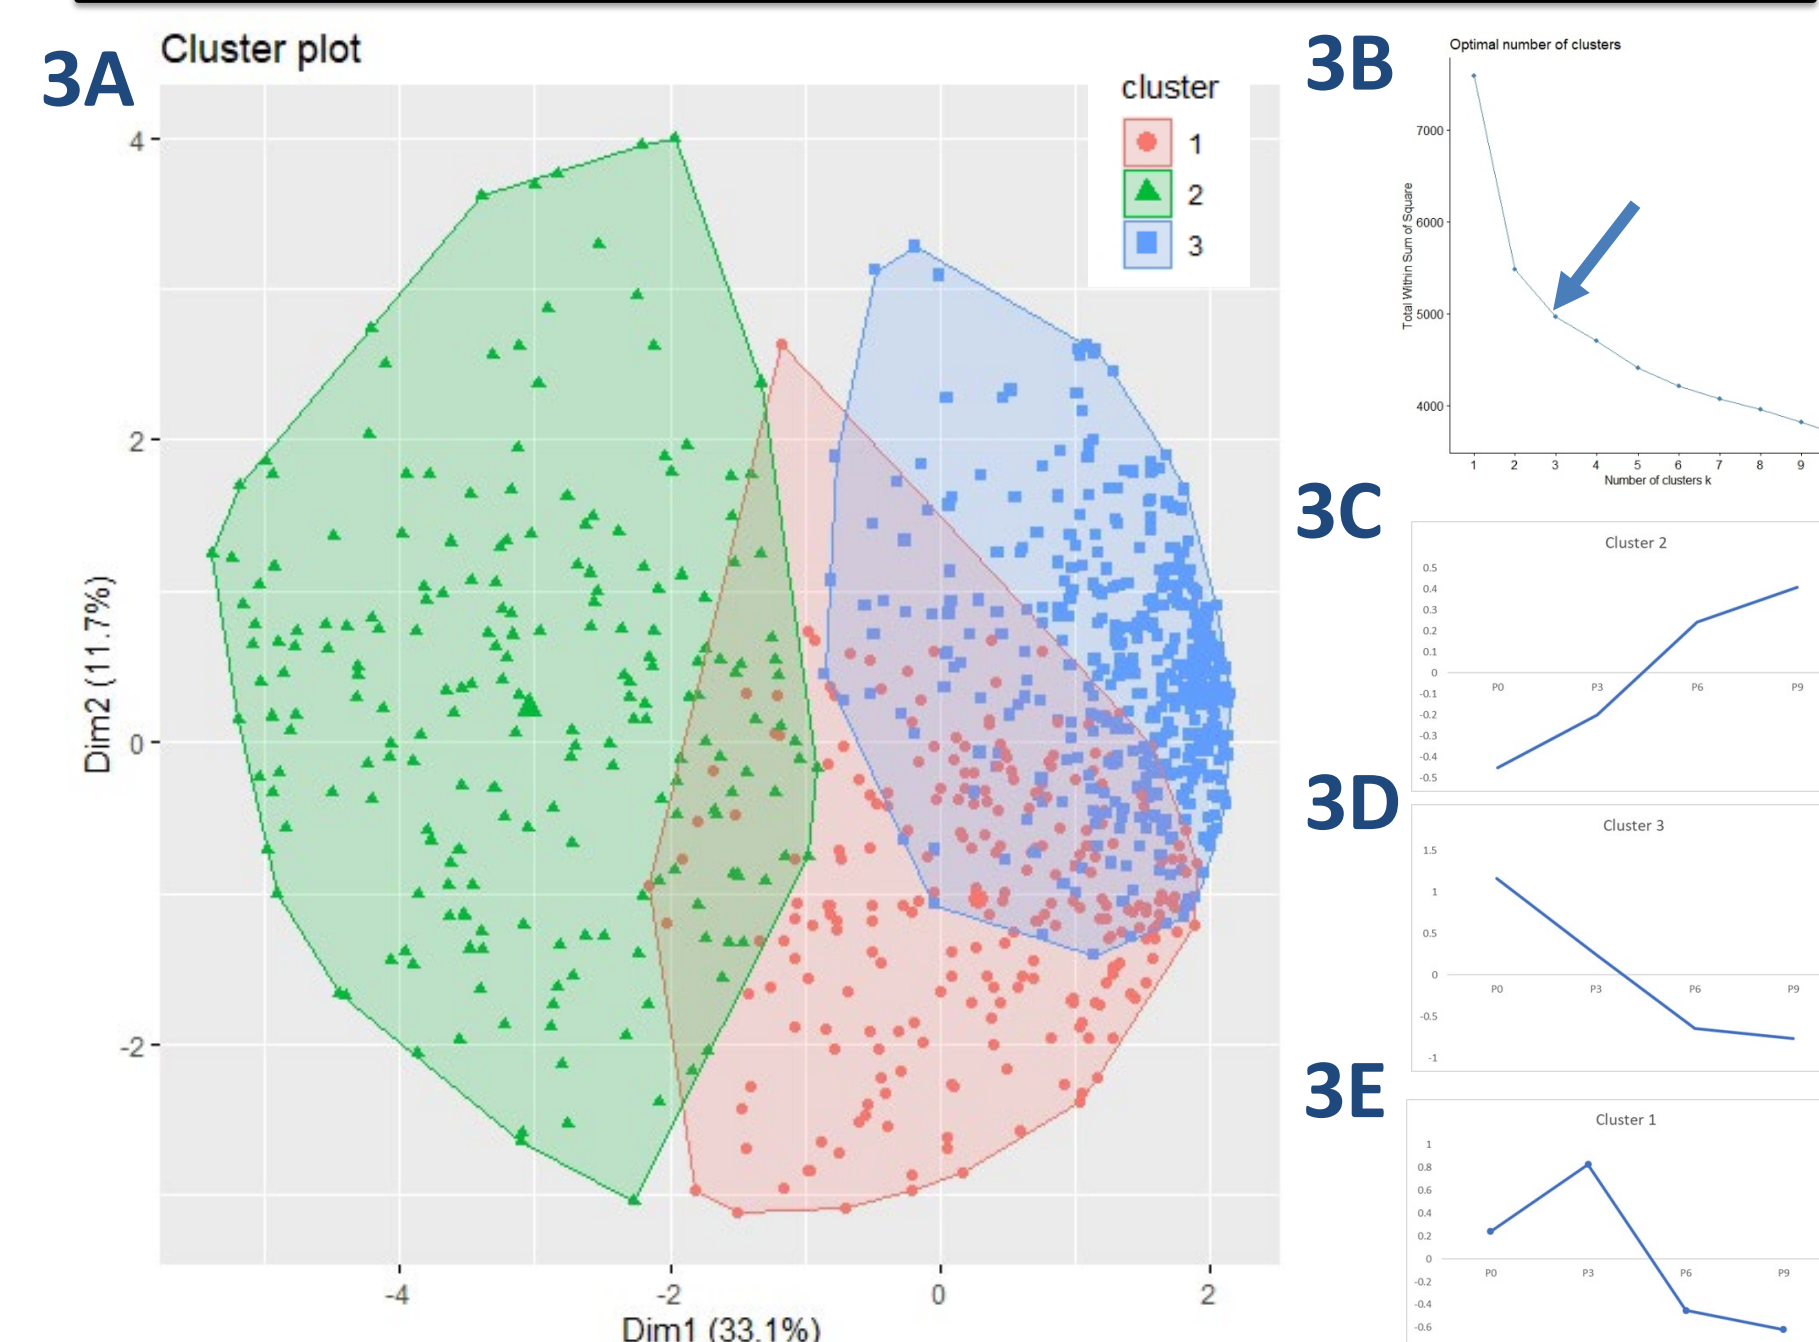 3A
Cluster plot
cluster
1
2
3
4
2
0
-2
-4
-2
0
2
Dim2 (11.7%)
Dim1 (33.1%)
3B
Optimal number of clusters
7000
6000
5000
4000
Total Within Sum of Square
1 2 3 4 5 6 7 8 9
Number of clusters k
3C
Cluster 2
0.5
0.4
0.3
0.2
0.1
0
-0.1
-0.2
-0.3
-0.4
-0.5
P0 P3 P6 P9
3D
Cluster 3
1.5
1
0.5
0
-0.5
-1
P0 P3 P6 P9
3E
Cluster 1
1
0.8
0.6
0.4
0.2
0
-0.2
-0.4
-0.6
P0 P3 P6 P9